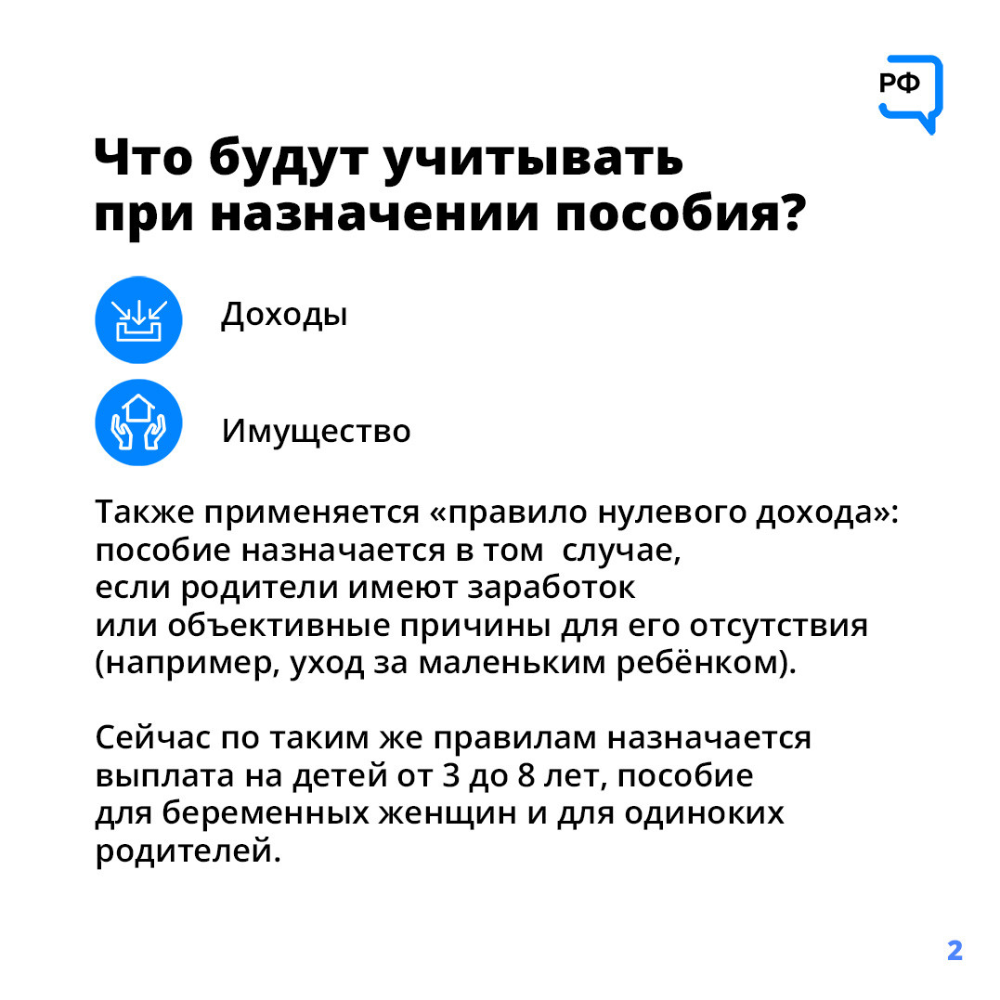 РФ
Что будут учитывать
при назначении пособия?
Доходы
Имущество
Также применяется «правило нулевого дохода»:
пособие назначается в том  случае,
если родители имеют заработок
или объективные причины для его отсутствия
(например, уход за маленьким ребёнком).
Сейчас по таким же правилам назначается
выплата на детей от 3 до 8 лет, пособие
для беременных женщин и для одиноких
родителей.
2